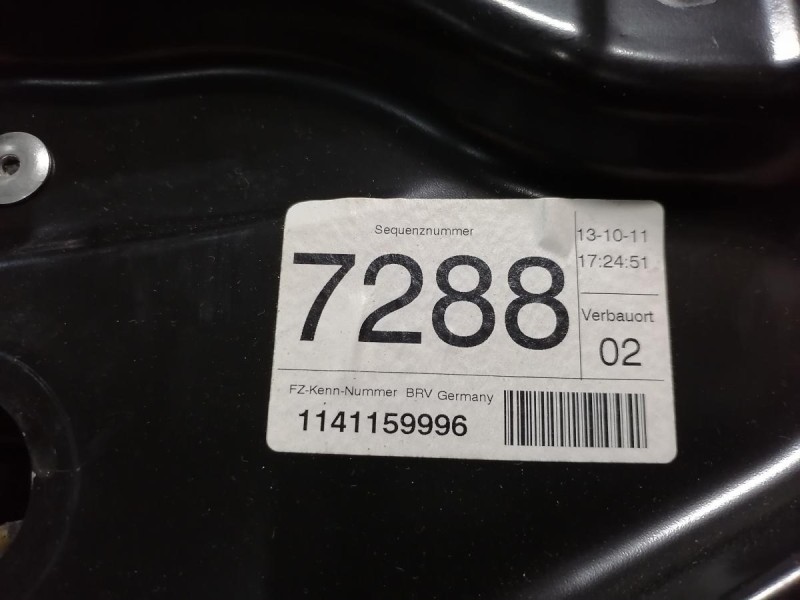 Sequenznummer
7288
13-10-11
17:24:51
Verbauort
02
FZ-Kenn-Nummer BRV Germany
1141159996